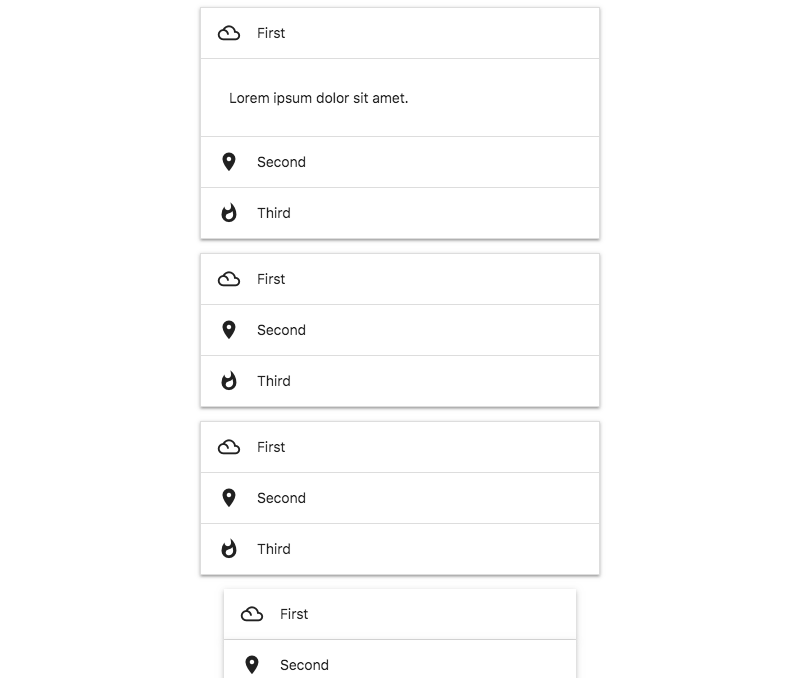 First
Lorem ipsum dolor sit amet.
Second
Third
First
Second
Third
First
Second
Third
First
Second